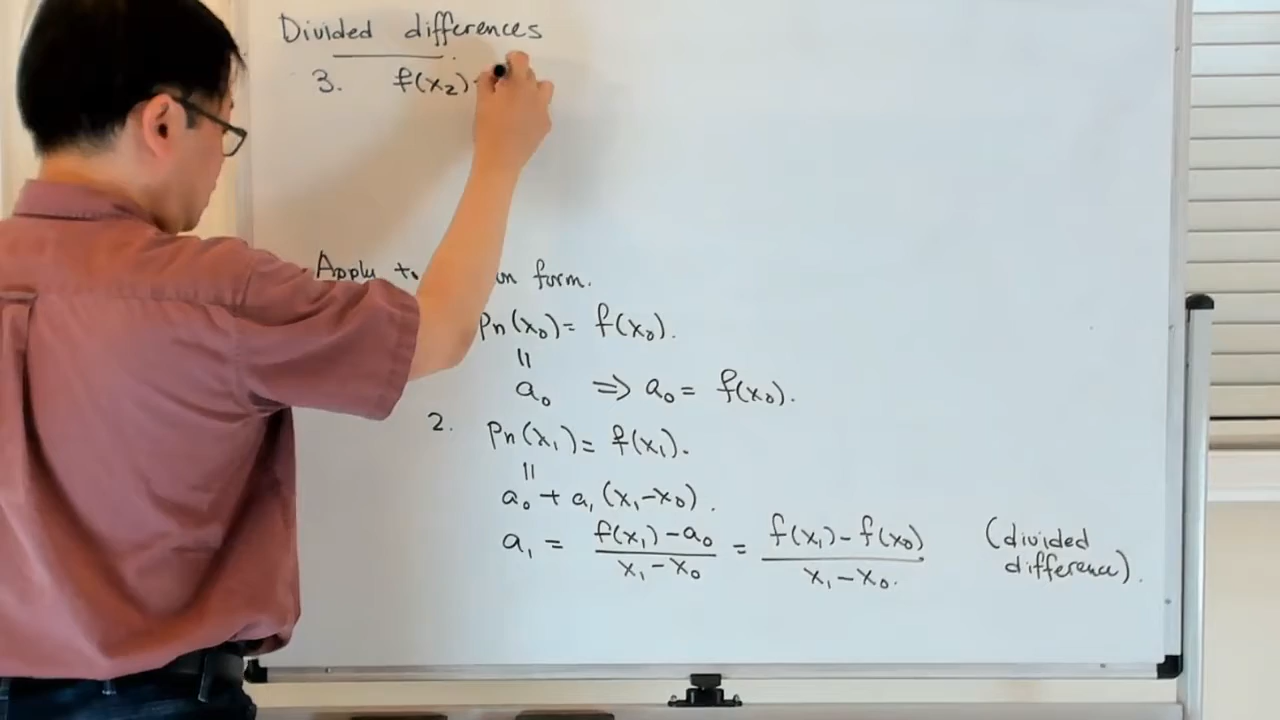 Divided differences
3. f(x₂)
Apply to form.
Pn(x₀) = f(x₀).
||
a₀ ⇒ a₀ = f(x₀).
2. Pn(x₁) = f(x₁).
||
a₀ + a₁(x₁-x₀).
a₁ = f(x₁)-a₀ / x₁-x₀ = f(x₁)-f(x₀) / x₁-x₀. (divided difference).